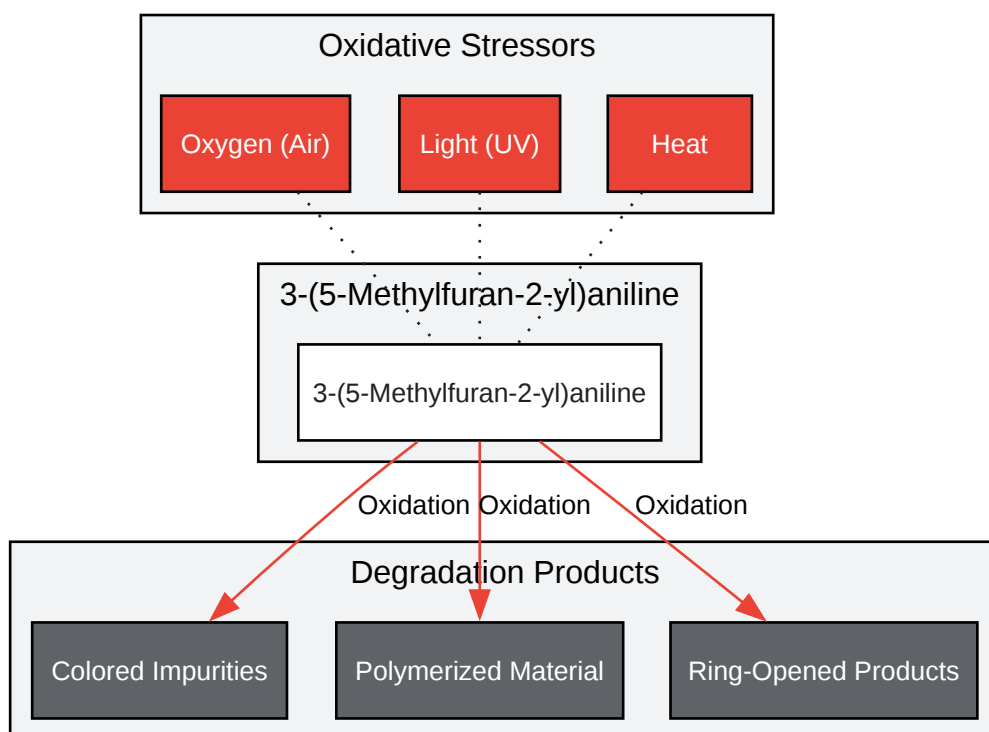 Oxidative Stressors
Oxygen (Air)
Light (UV)
Heat
3-(5-Methylfuran-2-yl)aniline
3-(5-Methylfuran-2-yl)aniline
Oxidation
Oxidation
Oxidation
Degradation Products
Colored Impurities
Polymerized Material
Ring-Opened Products